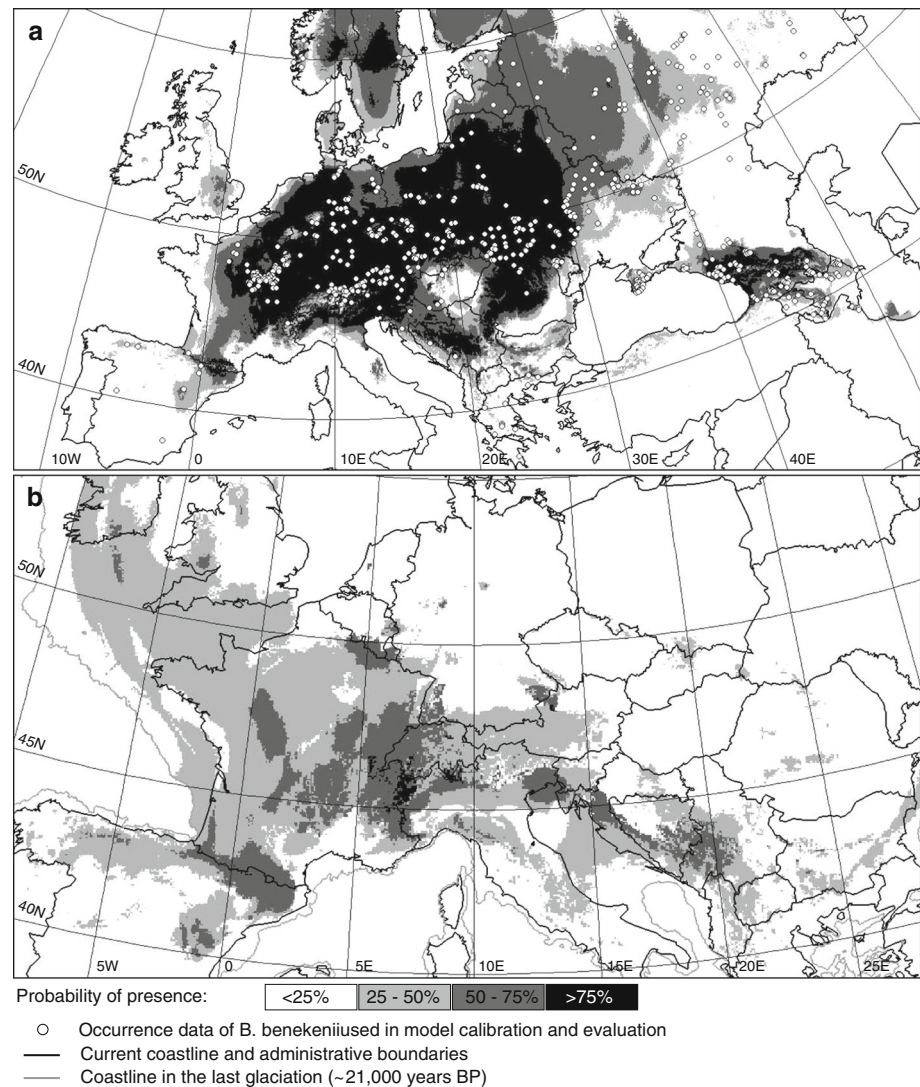 a
50N
40N
10W
0
10E
20E
30E
40E
b
50N
45N
40N
5W
0
5E
10E
15E
20E
25E
Probability of presence:
<25%
25 - 50%
50 - 75%
>75%
Occurrence data of B. benekeniiused in model calibration and evaluation
Current coastline and administrative boundaries
Coastline in the last glaciation (~21,000 years BP)